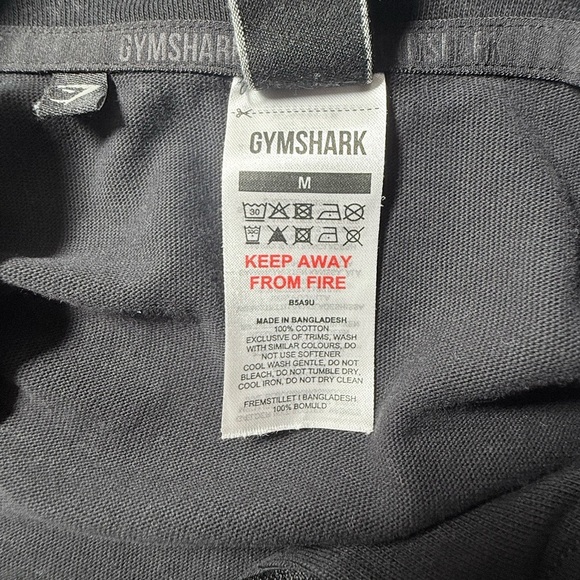 GYMSHARK
GYMSHARK
M
30
KEEP AWAY
FROM FIRE
B5A9U
MADE IN BANGLADESH
100% COTTON
EXCLUSIVE OF TRIMS, WASH
WITH SIMILAR COLOURS, DO
NOT USE SOFTENER
COOL WASH GENTLE, DO NOT
BLEACH, DO NOT TUMBLE DRY,
COOL IRON, DO NOT DRY CLEAN
FREMSTILLET I BANGLADESH
100% BOMULD